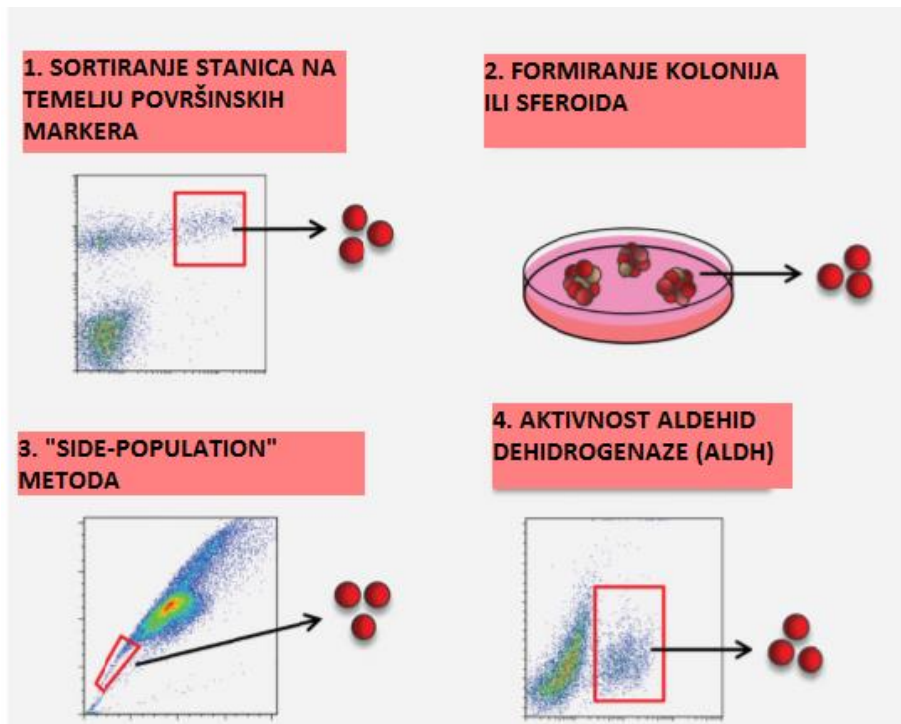 1. SORTIRANJE STANICA NA
TEMELJU POVRŠINSKIH
MARKERA
2. FORMIRANJE KOLONIJA
ILI SFEROIDA
3. "SIDE-POPULATION"
METODA
4. AKTIVNOST ALDEHID
DEHIDROGENAZE (ALDH)